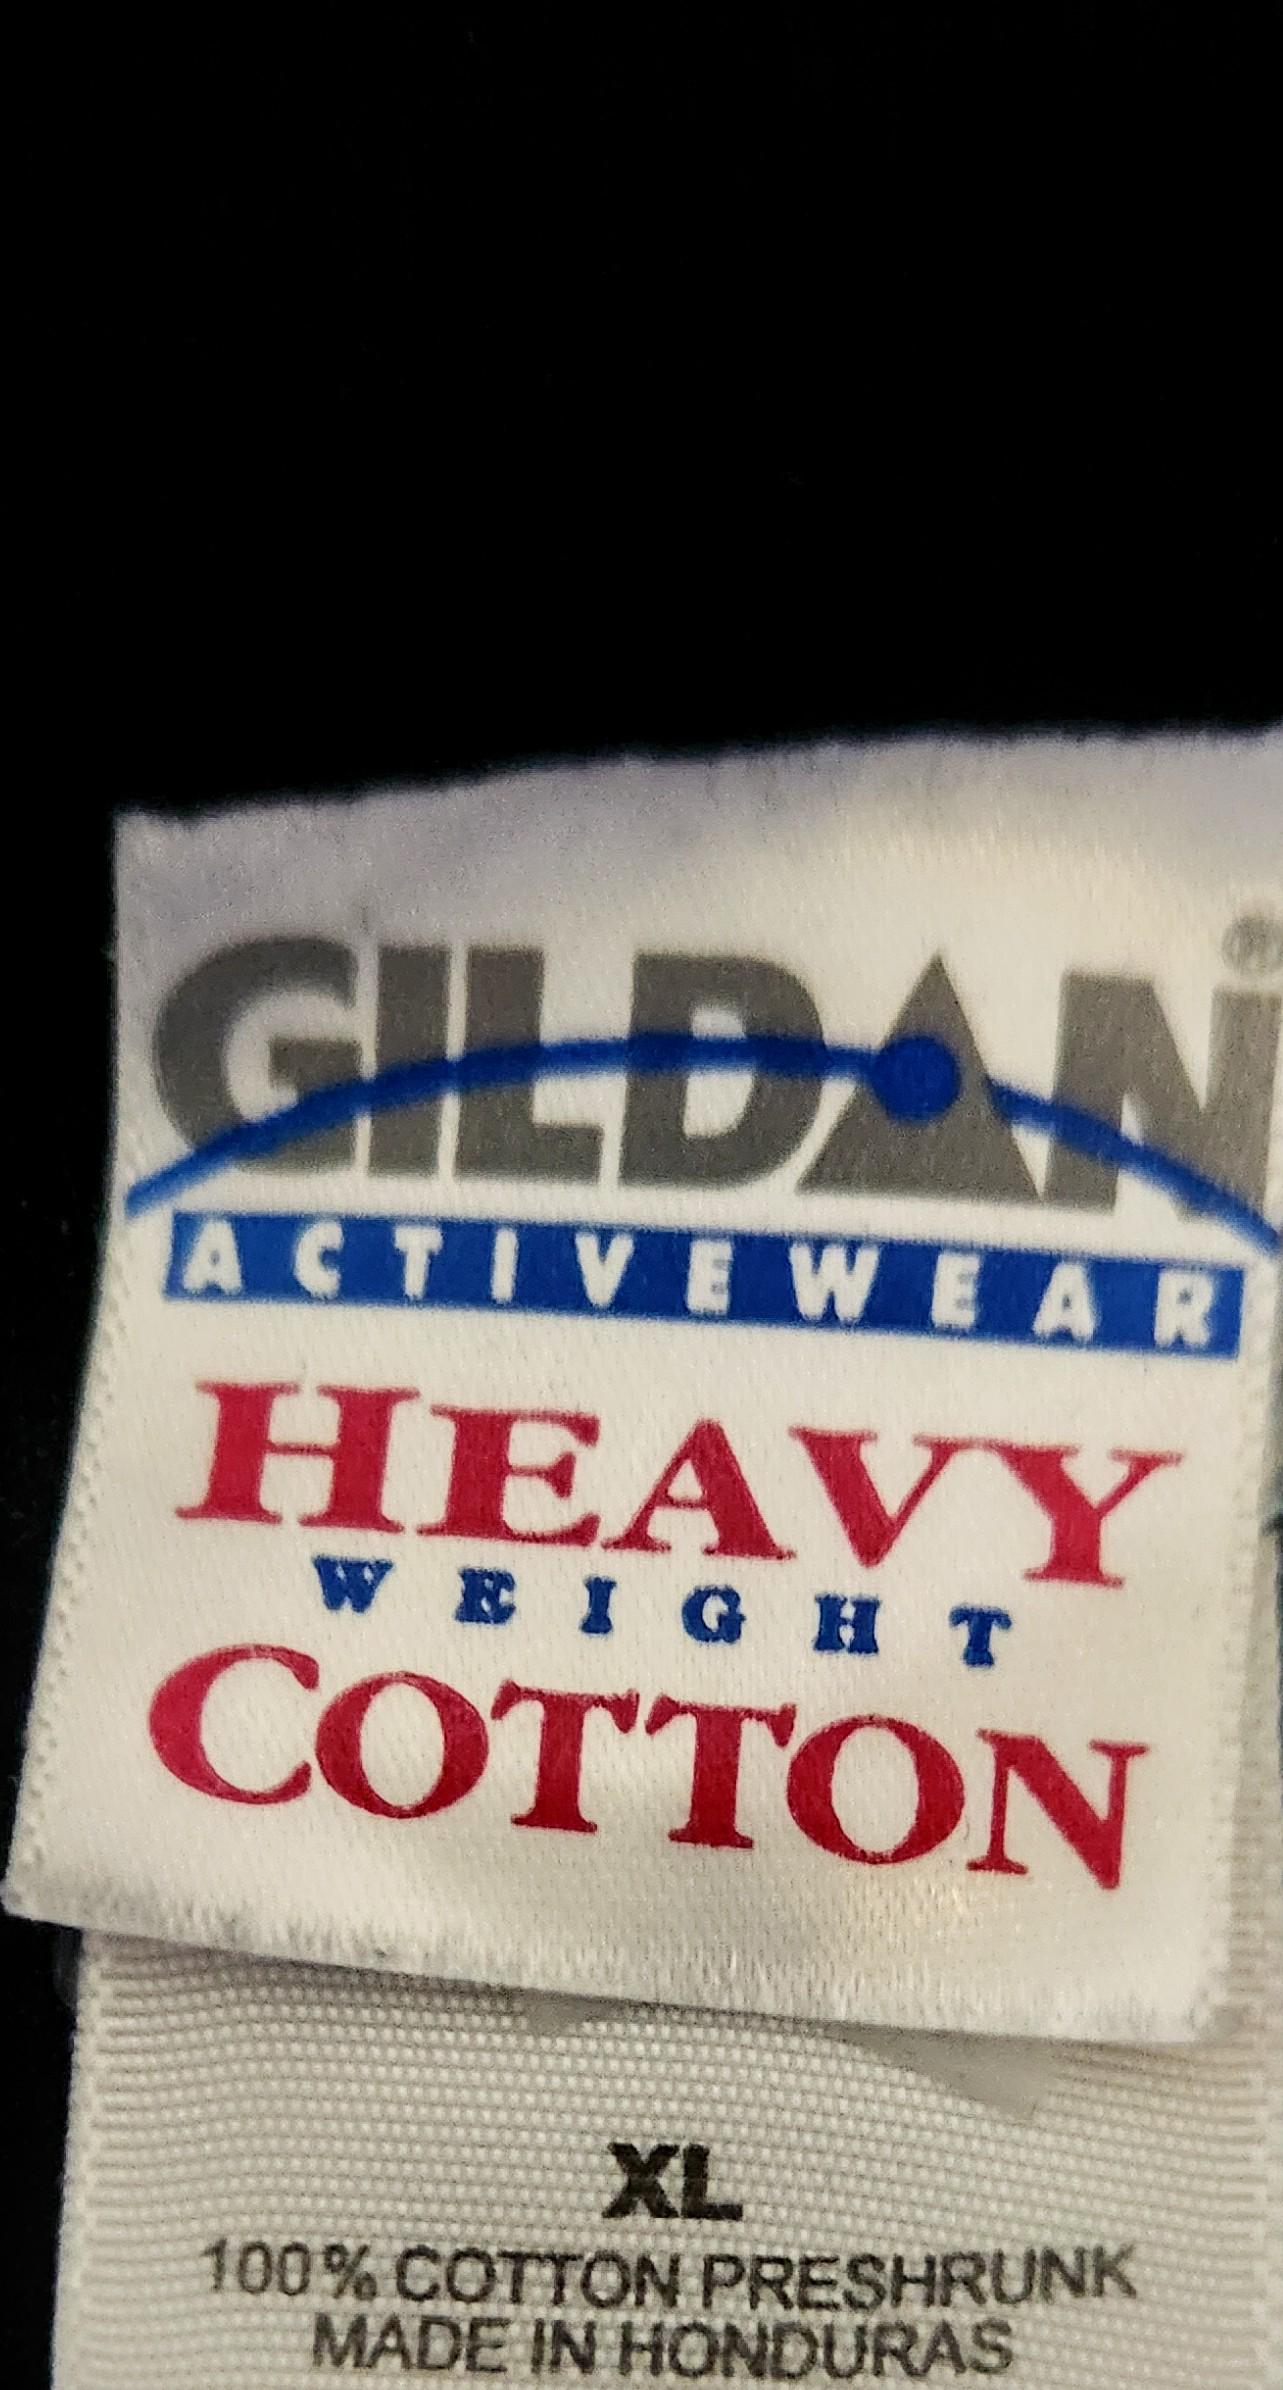 GILDAN®
ACTIVEWEAR
HEAVY
WEIGHT
COTTON
XL
100% COTTON PRESHRUNK
MADE IN HONDURAS